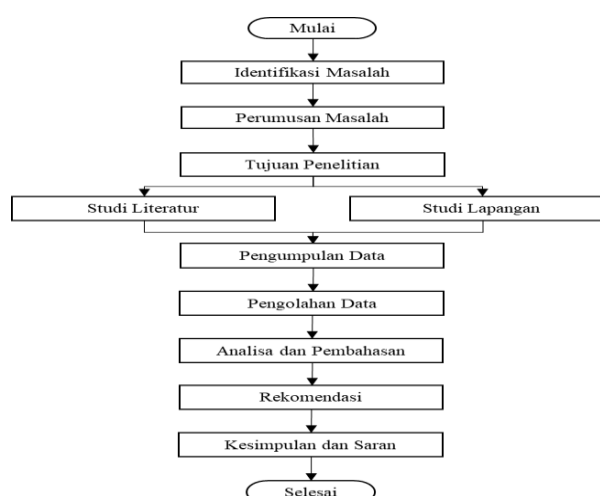 Mulai
Identifikasi Masalah
Perumusan Masalah
Tujuan Penelitian
Studi Literatur
Studi Lapangan
Pengumpulan Data
Pengolahan Data
Analisa dan Pembahasan
Rekomendasi
Kesimpulan dan Saran
Selesai